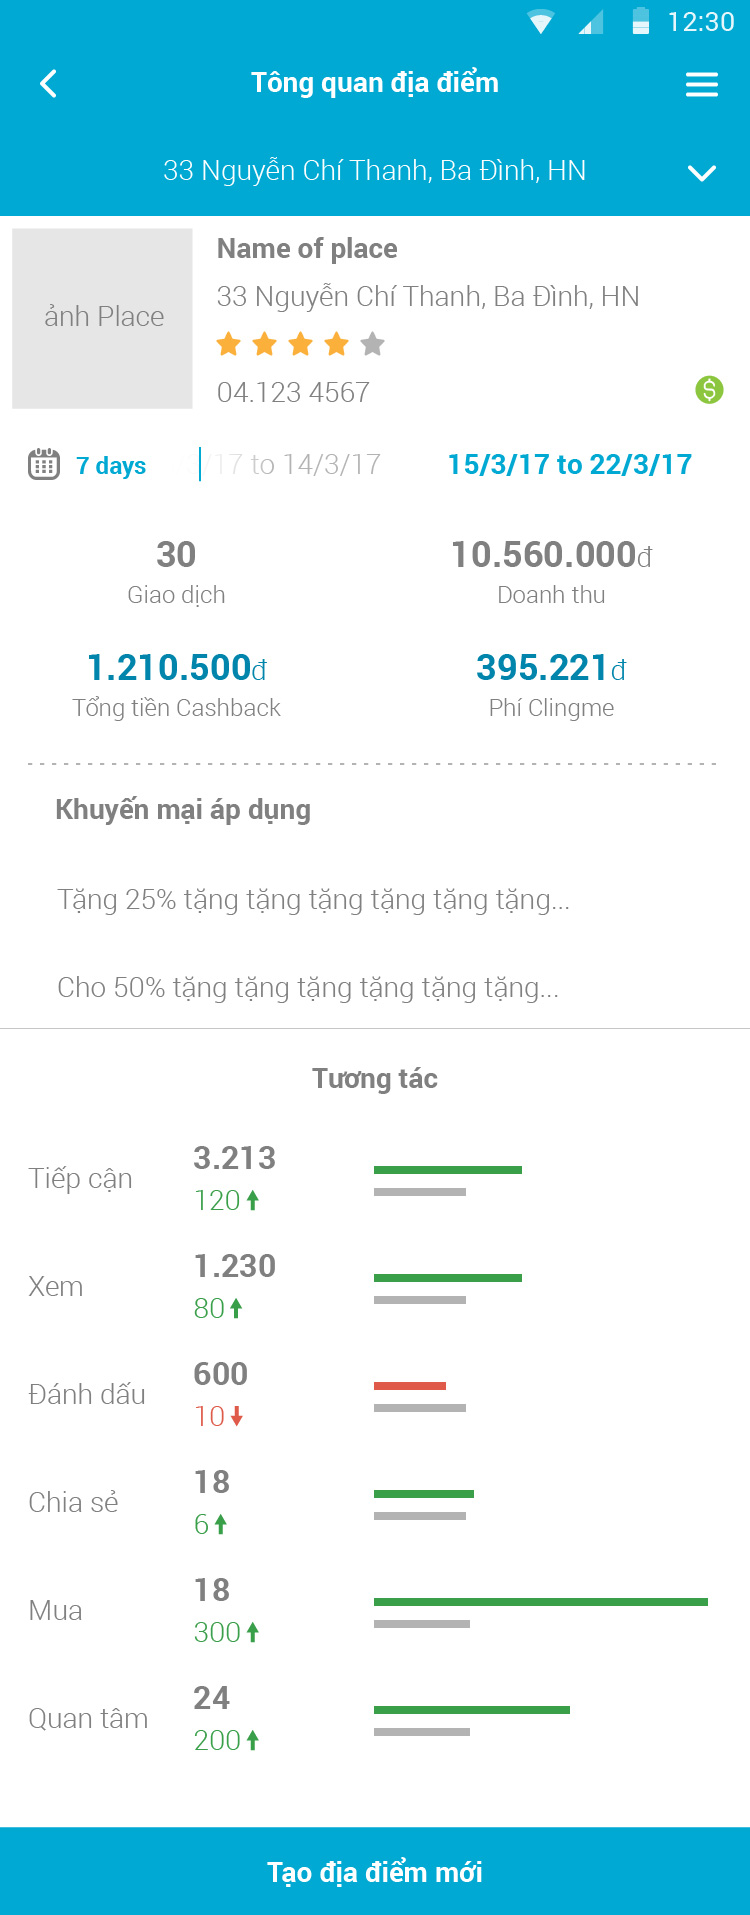 12:30
Tông quan địa điểm
33 Nguyễn Chí Thanh, Ba Đình, HN
Name of place
ảnh Place
33 Nguyễn Chí Thanh, Ba Đình, HN
04.123 4567
7 days
/17 to 14/3/17
15/3/17 to 22/3/17
30
10.560.000đ
Giao dịch
Doanh thu
1.210.500đ
395.221đ
Tổng tiền Cashback
Phí Clingme
Khuyến mại áp dụng
Tặng 25% tặng tặng tặng tặng tặng tặng...
Cho 50% tặng tặng tặng tặng tặng tặng...
Tương tác
Tiếp cận
3.213
120
Xem
1.230
80
Đánh dấu
600
10
Chia sẻ
18
6
Mua
18
300
Quan tâm
24
200
Tạo địa điểm mới